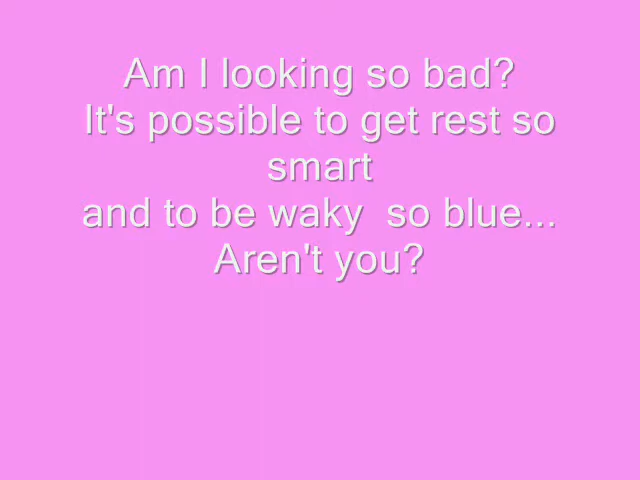 Am I looking so bad?
It's possible to get rest so
smart
and to be waky  so blue...
Aren't you?